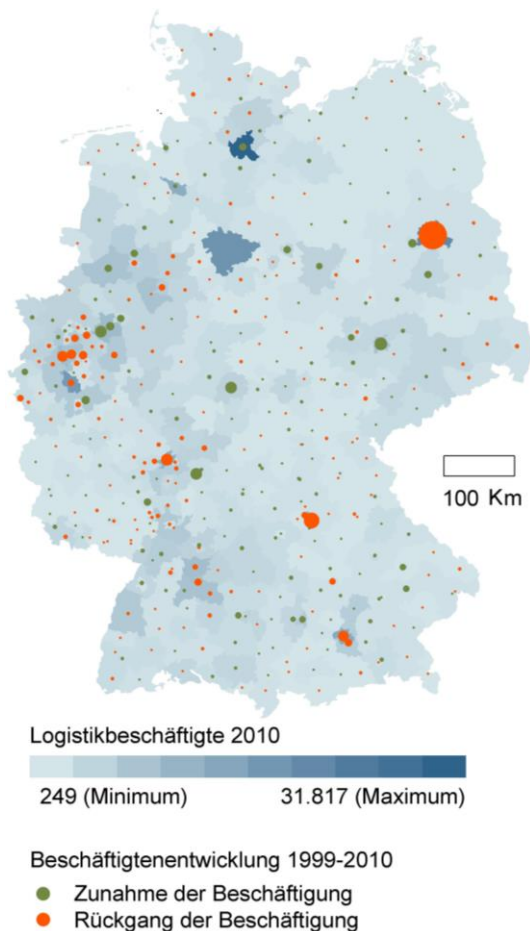 100 Km
Logistikbeschäftigte 2010
249 (Minimum) 31.817 (Maximum)
Beschäftigtenentwicklung 1999-2010
Zunahme der Beschäftigung
Rückgang der Beschäftigung